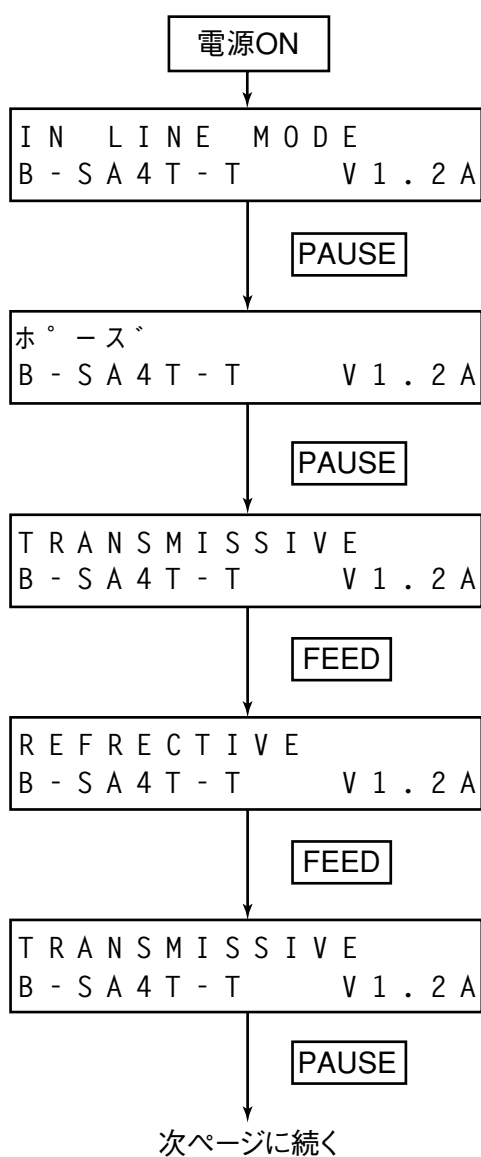 電源ON
IN LINE MODE
B-SA4T-T V1.2A
PAUSE
ホ゜ーズ゛
B-SA4T-T V1.2A
PAUSE
TRANSMISSIVE
B-SA4T-T V1.2A
FEED
REFRECTIVE
B-SA4T-T V1.2A
FEED
TRANSMISSIVE
B-SA4T-T V1.2A
PAUSE
次ページに続く